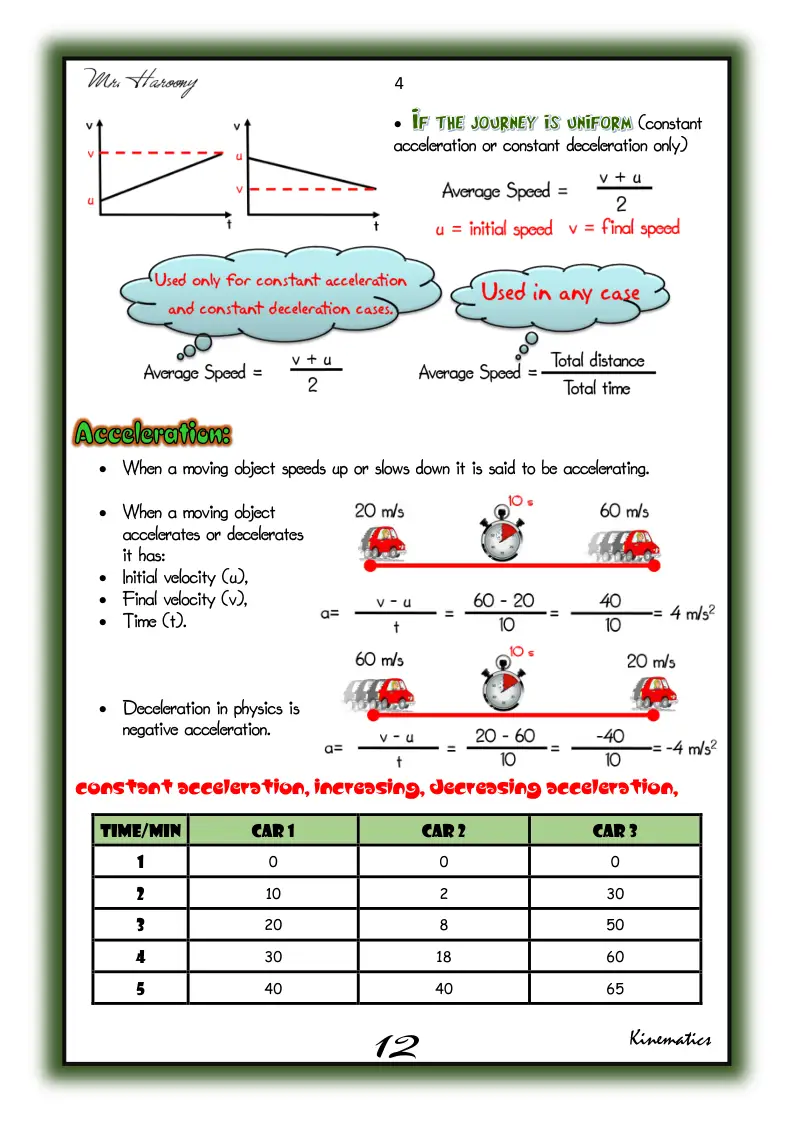 Mr. Haroony
4
v
v
u
t
v
u
v
t
• IF THE JOURNEY IS UNIFORM (constant
acceleration or constant deceleration only)
Average Speed = v + u
2
u = initial speed v = final speed
Used only for constant acceleration
and constant deceleration cases.
Used in any case
Average Speed = v + u
2
Average Speed = Total distance
Total time
Acceleration:
• When a moving object speeds up or slows down it is said to be accelerating.
• When a moving object
accelerates or decelerates
it has:
• Initial velocity (u),
• Final velocity (v),
• Time (t).
20 m/s 10 s 60 m/s
a= v - u / t = 60 - 20 / 10 = 40 / 10 = 4 m/s²
60 m/s 10 s 20 m/s
• Deceleration in physics is
negative acceleration.
a= v - u / t = 20 - 60 / 10 = -40 / 10 = -4 m/s²
constant acceleration, increasing, decreasing acceleration,
TIME/MIN CAR 1 CAR 2 CAR 3
1 0 0 0
2 10 2 30
3 20 8 50
4 30 18 60
5 40 40 65
12
Kinematics